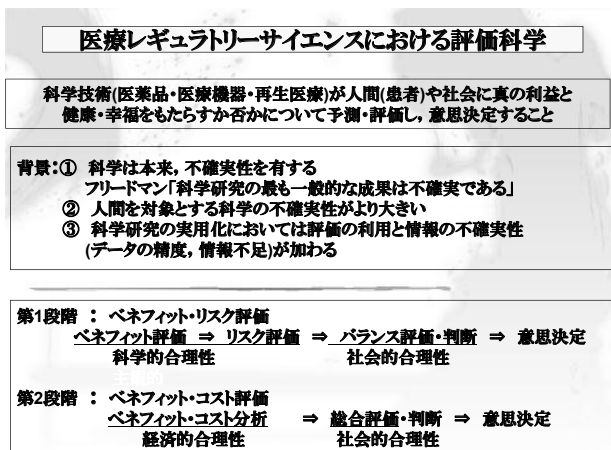 医療レギュラトリーサイエンスにおける評価科学
科学技術(医薬品・医療機器・再生医療)が人間(患者)や社会に真の利益と
健康・幸福をもたらすか否かについて予測・評価し，意思決定すること
背景：① 科学は本来，不確実性を有する
フリードマン「科学研究の最も一般的な成果は不確実である」
② 人間を対象とする科学の不確実性がより大きい
③ 科学研究の実用化においては評価の利用と情報の不確実性
(データの精度，情報不足)が加わる
第1段階 ： ベネフィット・リスク評価
ベネフィット評価 ⇒ リスク評価 ⇒ バランス評価・判断 ⇒ 意思決定
科学的合理性 社会的合理性
主観的
第2段階 ： ベネフィット・コスト評価
ベネフィット・コスト分析 ⇒ 総合評価・判断 ⇒ 意思決定
経済的合理性 社会的合理性